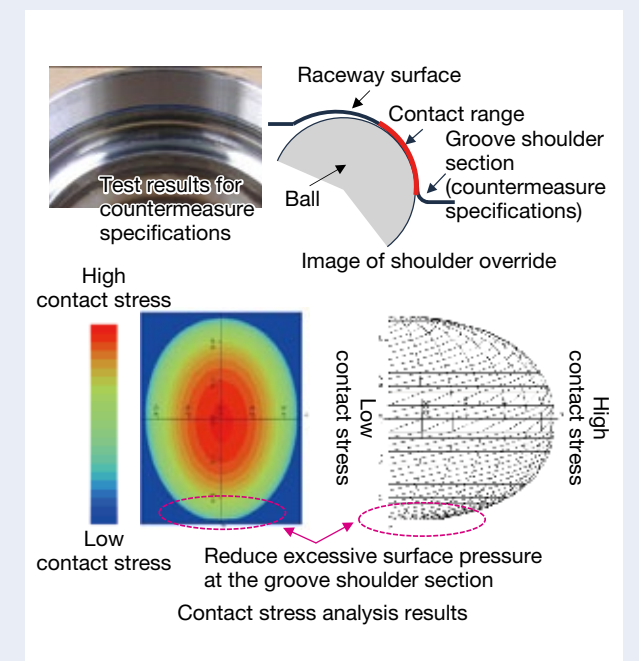 Raceway surface
Contact range
Groove shoulder
section
(countermeasure
specifications)
Ball
Test results for
countermeasure
specifications
Image of shoulder override
High
contact stress
Low
contact stress
Low
contact stress
High
contact stress
Reduce excessive surface pressure
at the groove shoulder section
Contact stress analysis results